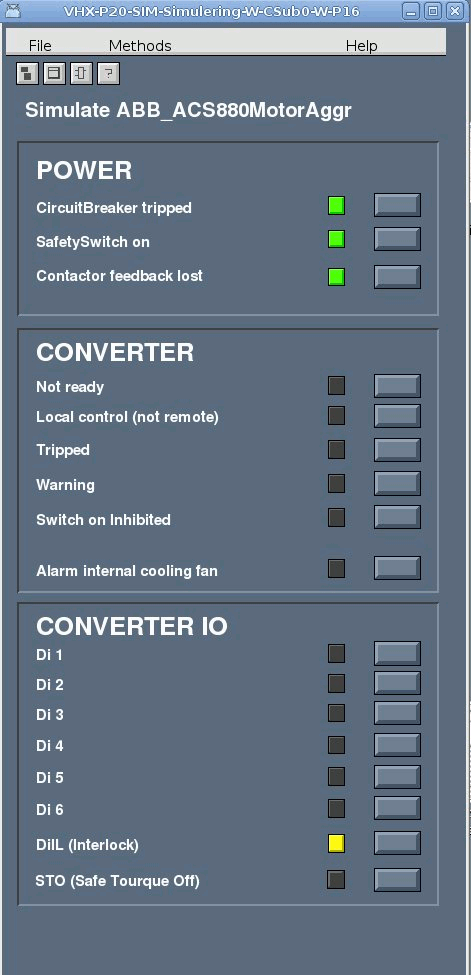 VHX-P20-SIM-Simulering-W-CSub0-W-P16
File Methods Help
?
Simulate ABB_ACS880MotorAggr
POWER
CircuitBreaker tripped
SafetySwitch on
Contactor feedback lost
CONVERTER
Not ready
Local control (not remote)
Tripped
Warning
Switch on Inhibited
Alarm internal cooling fan
CONVERTER IO
Di 1
Di 2
Di 3
Di 4
Di 5
Di 6
DiIL (Interlock)
STO (Safe Tourque Off)